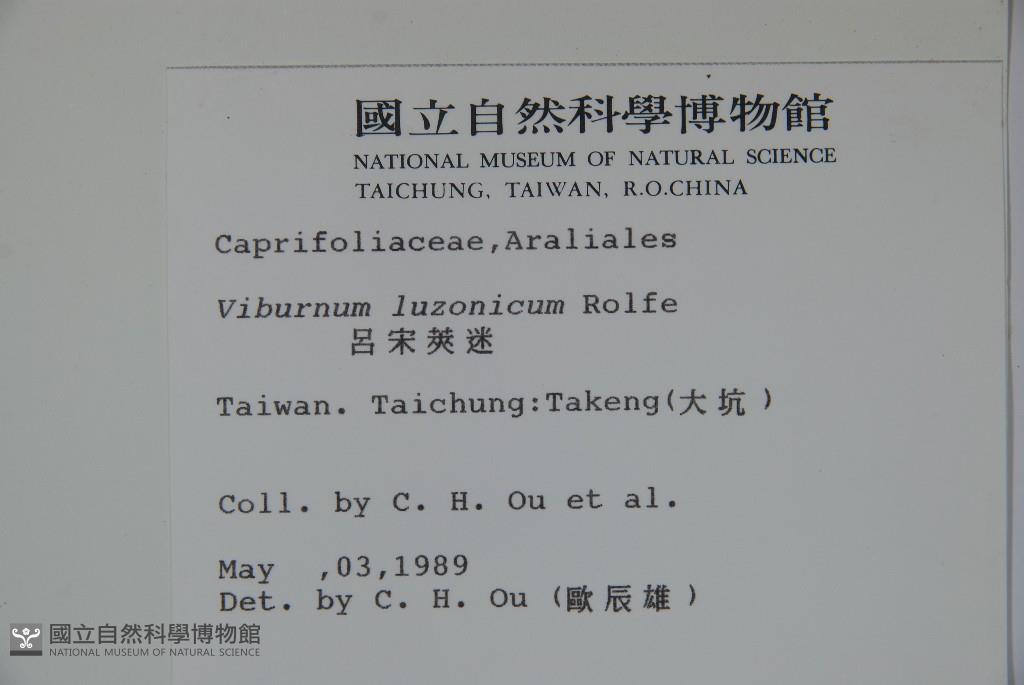 國立自然科學博物館
NATIONAL MUSEUM OF NATURAL SCIENCE
TAICHUNG, TAIWAN, R.O.CHINA
Caprifoliaceae,Araliales
Viburnum luzonicum Rolfe
呂宋莢迷
Taiwan. Taichung:Takeng(大坑)
Coll. by C. H. Ou et al.
May ,03,1989
Det. by C. H. Ou (歐辰雄)
國立自然科學博物館
NATIONAL MUSEUM OF NATURAL SCIENCE